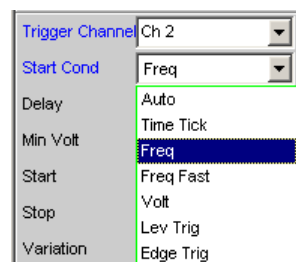 Trigger Channel Ch 2
Start Cond Freq
Delay Auto
Time Tick
Min Volt Freq
Start Freq Fast
Stop Volt
Lev Trig
Variation Edge Trig